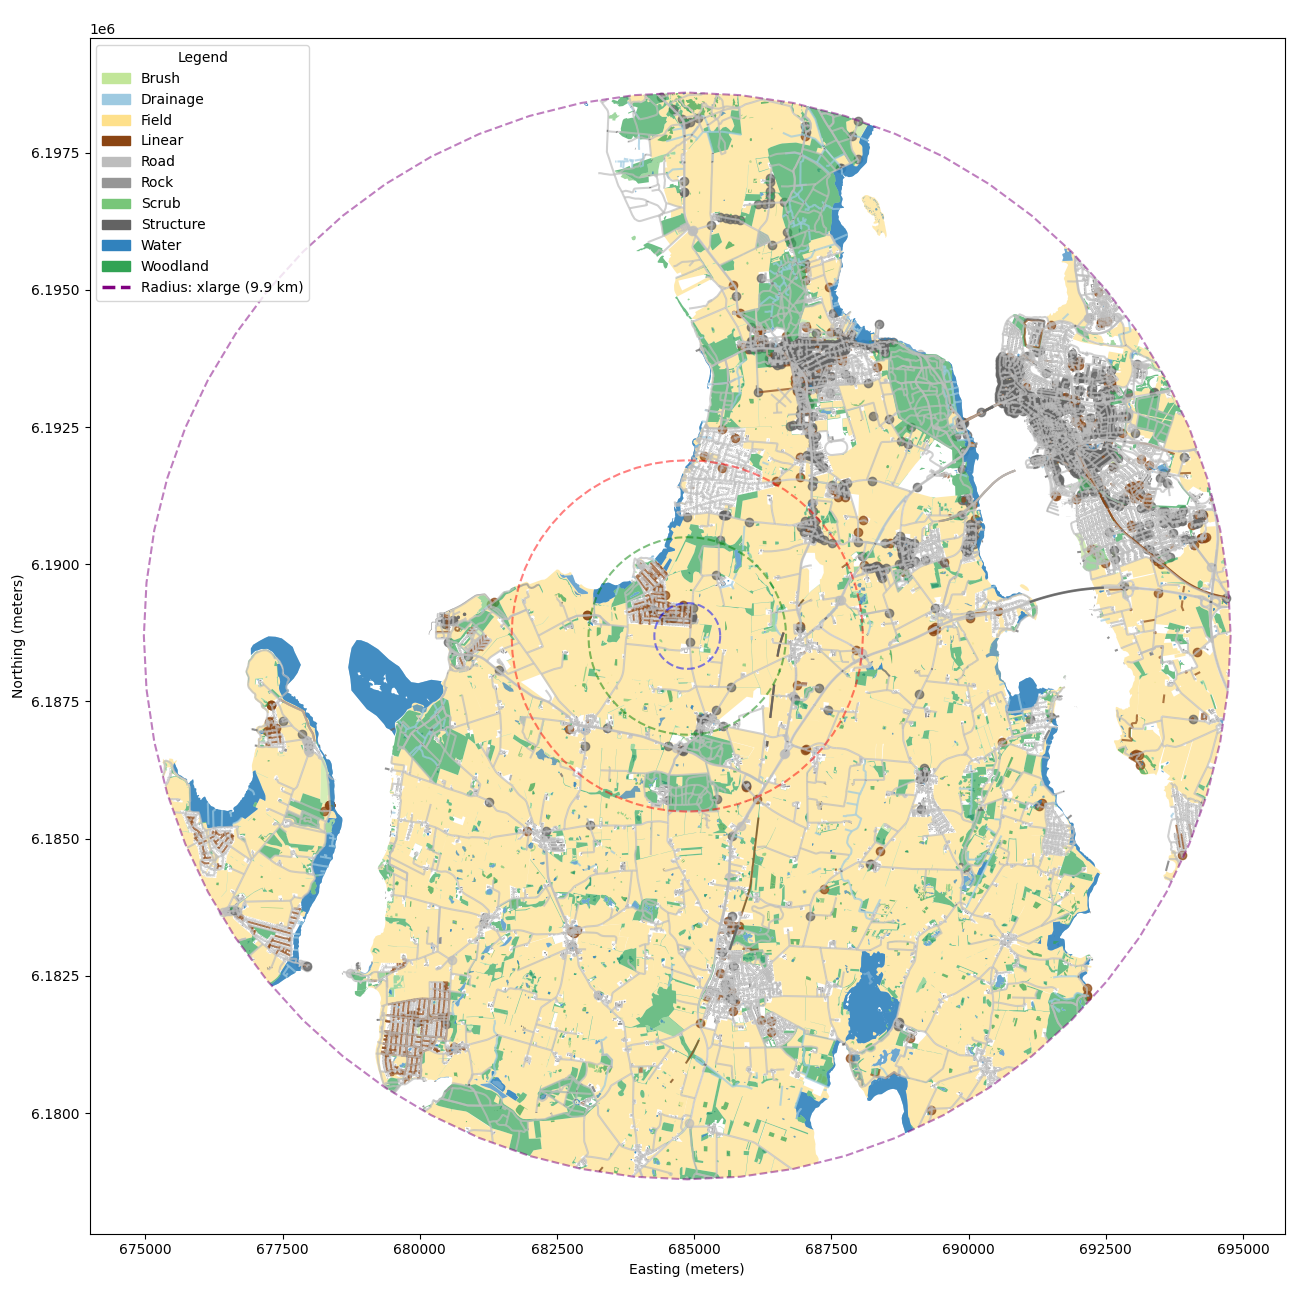 1e6
Legend
Brush
Drainage
Field
Linear
Road
Rock
Scrub
Structure
Water
Woodland
Radius: xlarge (9.9 km)
6.1975
6.1950
6.1925
6.1900
6.1875
6.1850
6.1825
6.1800
Northing (meters)
675000 677500 680000 682500 685000 687500 690000 692500 695000
Easting (meters)